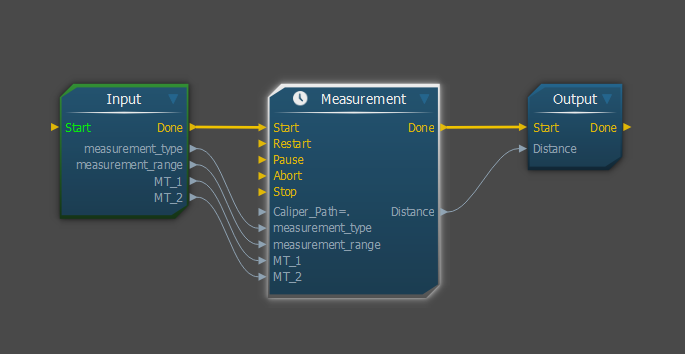 Input
Start Done
measurement_type
measurement_range
MT_1
MT_2
Measurement
Start Done
Restart
Pause
Abort
Stop
Caliper_Path=. Distance
measurement_type
measurement_range
MT_1
MT_2
Output
Start Done
Distance